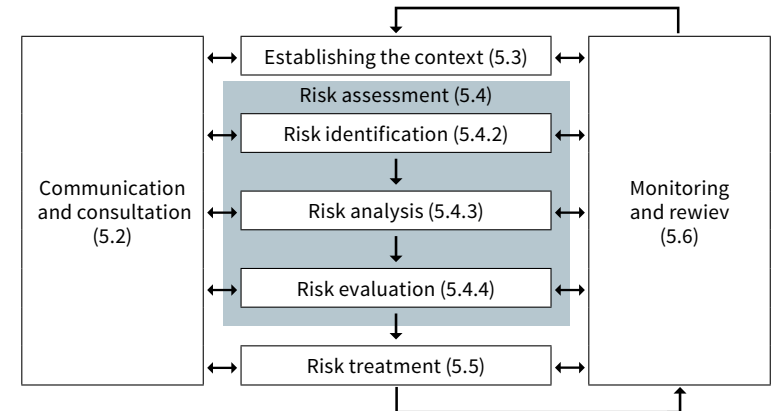 Establishing the context (5.3)
Risk assessment (5.4)
Risk identification (5.4.2)
Communication
and consultation
(5.2)
Risk analysis (5.4.3)
Monitoring
and rewiev
(5.6)
Risk evaluation (5.4.4)
Risk treatment (5.5)